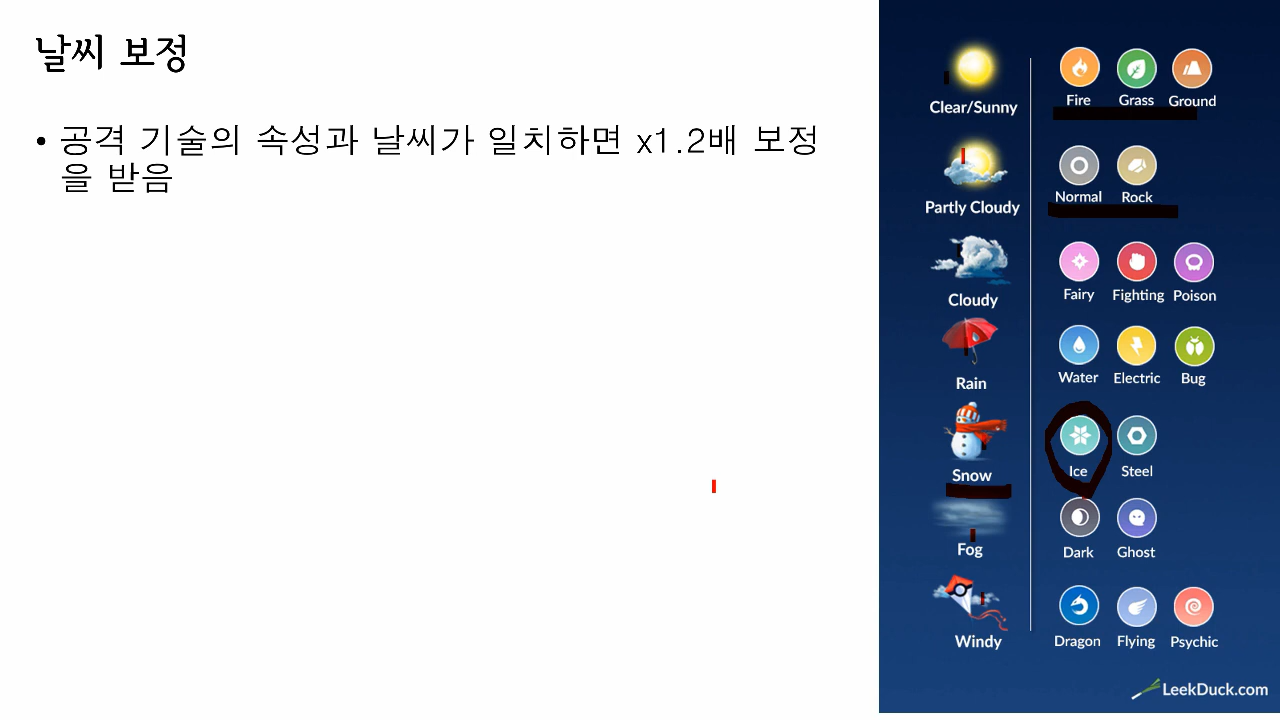 날씨 보정
• 공격 기술의 속성과 날씨가 일치하면 x1.2배 보정
을 받음
Clear/Sunny
Fire Grass Ground
Partly Cloudy
Normal Rock
Cloudy
Fairy Fighting Poison
Rain
Water Electric Bug
Snow
Ice Steel
Fog
Dark Ghost
Windy
Dragon Flying Psychic
LeekDuck.com